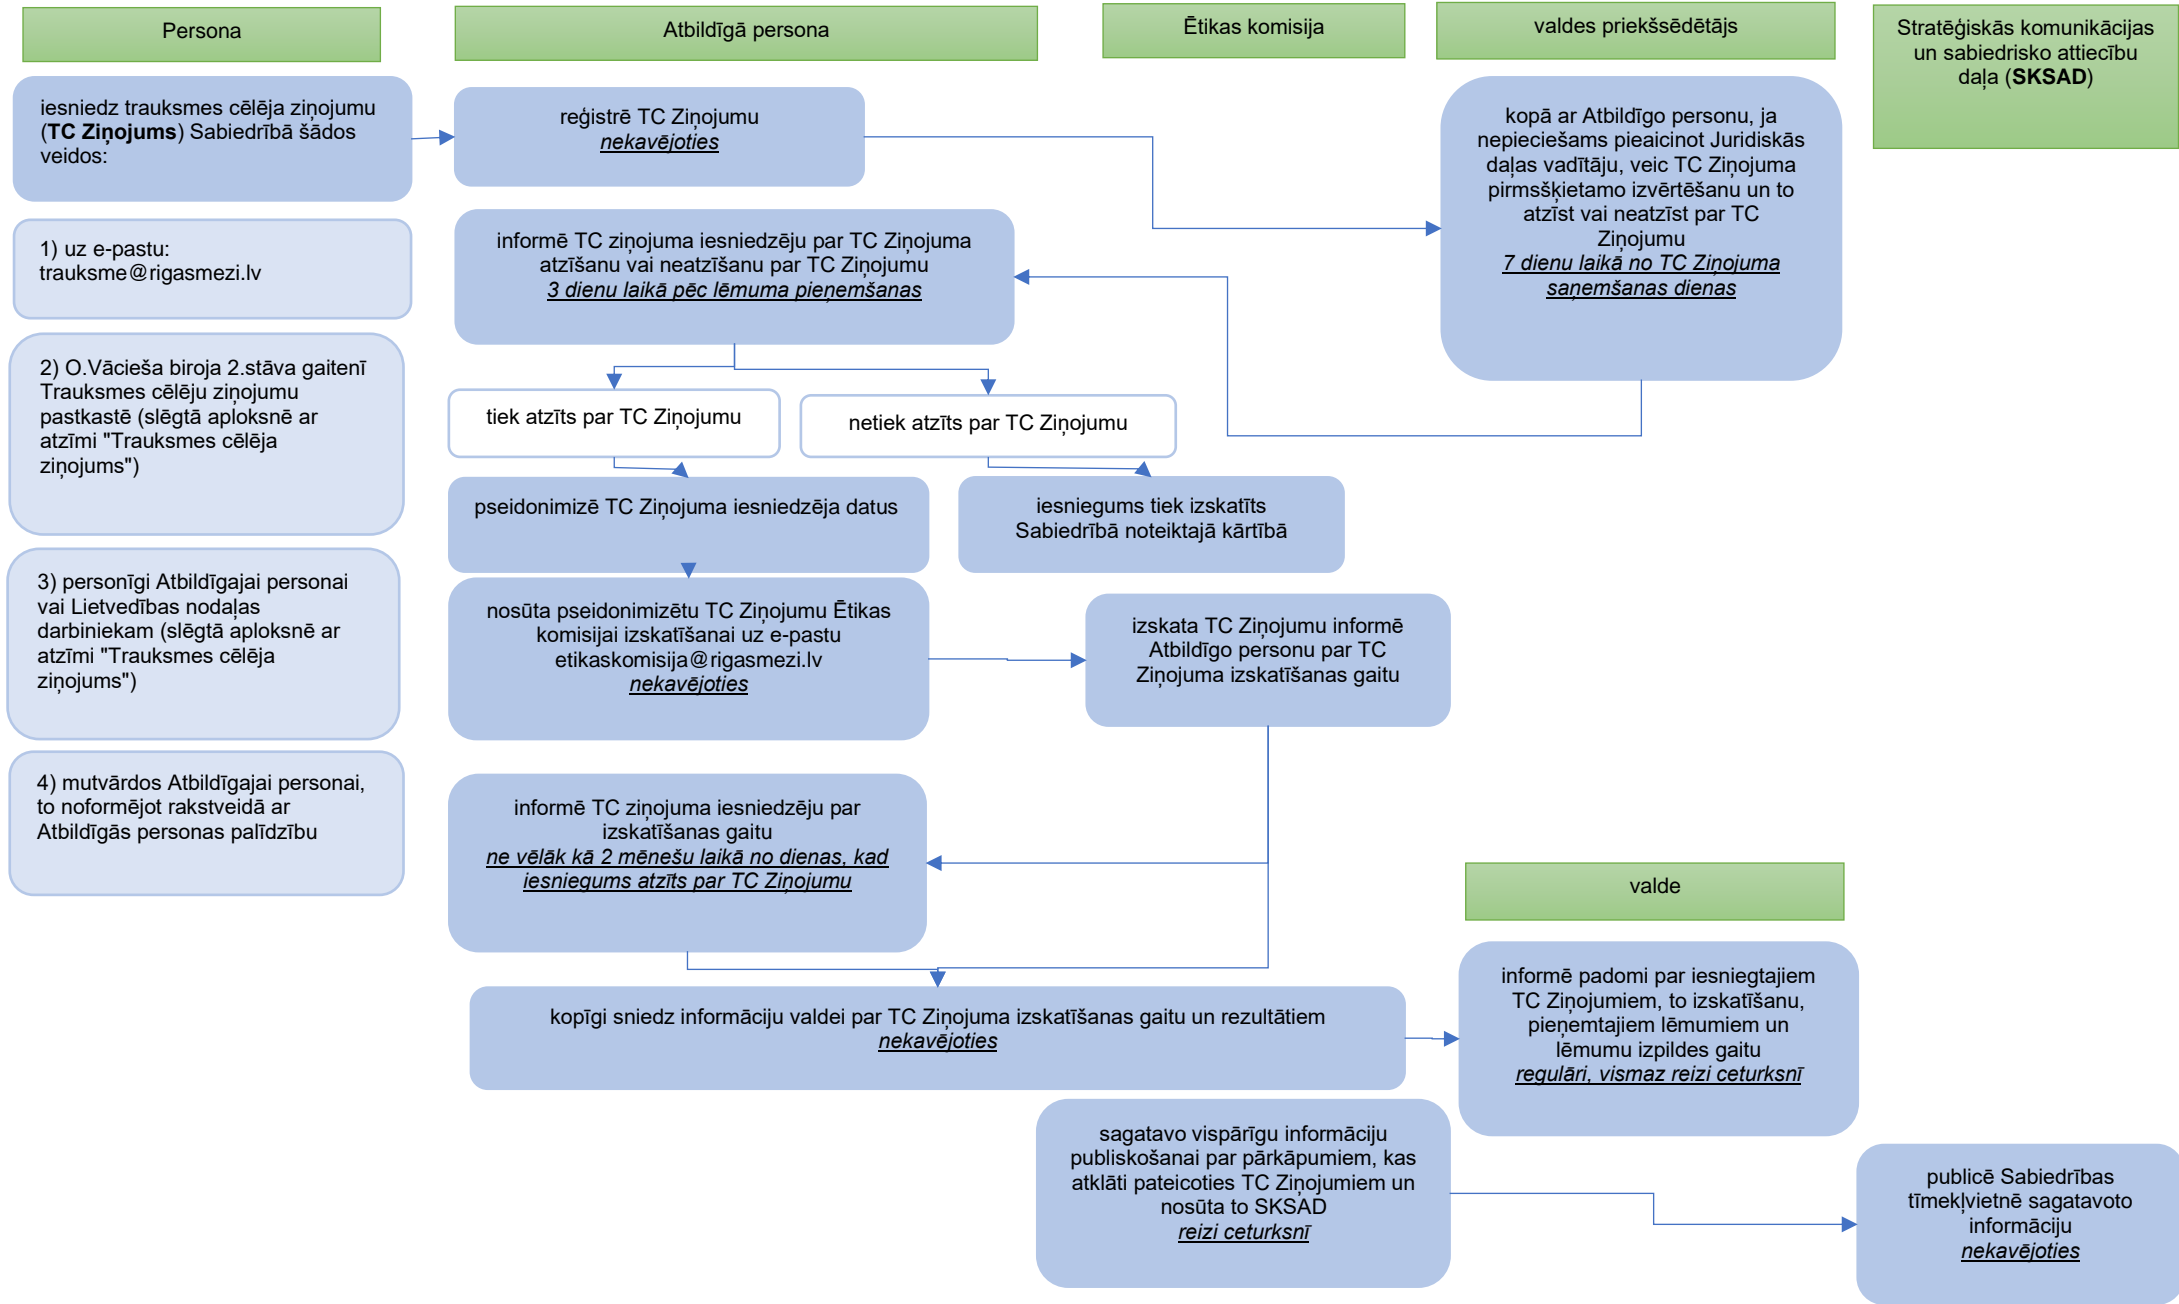 Persona
Atbildīgā persona
Ētikas komisija
valdes priekšsēdētājs
Stratēģiskās komunikācijas
un sabiedrisko attiecību
daļa (SKSAD)
iesniedz trauksmes cēlēja ziņojumu
(TC Ziņojums) Sabiedrībā šādos
veidos:
1) uz e-pastu:
trauksme@rigasmezi.lv
2) O.Vācieša biroja 2.stāva gaitenī
Trauksmes cēlēju ziņojumu
pastkastē (slēgtā aploksnē ar
atzīmi "Trauksmes cēlēja
ziņojums")
3) personīgi Atbildīgajai personai
vai Lietvedības nodaļas
darbiniekam (slēgtā aploksnē ar
atzīmi "Trauksmes cēlēja
ziņojums")
4) mutvārdos Atbildīgajai personai,
to noformējot rakstveidā ar
Atbildīgās personas palīdzību
reģistrē TC Ziņojumu
nekavējoties
kopā ar Atbildīgo personu, ja
nepieciešams pieaicinot Juridiskās
daļas vadītāju, veic TC Ziņojuma
pirmsšķietamo izvērtēšanu un to
atzīst vai neatzīst par TC
Ziņojumu
7 dienu laikā no TC Ziņojuma
saņemšanas dienas
informē TC ziņojuma iesniedzēju par TC Ziņojuma
atzīšanu vai neatzīšanu par TC Ziņojumu
3 dienu laikā pēc lēmuma pieņemšanas
tiek atzīts par TC Ziņojumu
netiek atzīts par TC Ziņojumu
pseidonimizē TC Ziņojuma iesniedzēja datus
iesniegums tiek izskatīts
Sabiedrībā noteiktajā kārtībā
nosūta pseidonimizētu TC Ziņojumu Ētikas
komisijai izskatīšanai uz e-pastu
etikaskomisija@rigasmezi.lv
nekavējoties
izskata TC Ziņojumu informē
Atbildīgo personu par TC
Ziņojuma izskatīšanas gaitu
informē TC ziņojuma iesniedzēju par
izskatīšanas gaitu
ne vēlāk kā 2 mēnešu laikā no dienas, kad
iesniegums atzīts par TC Ziņojumu
valde
kopīgi sniedz informāciju valdei par TC Ziņojuma izskatīšanas gaitu un rezultātiem
nekavējoties
informē padomi par iesniegtajiem
TC Ziņojumiem, to izskatīšanu,
pieņemtajiem lēmumiem un
lēmumu izpildes gaitu
regulāri, vismaz reizi ceturksnī
sagatavo vispārīgu informāciju
publiskošanai par pārkāpumiem, kas
atklāti pateicoties TC Ziņojumiem un
nosūta to SKSAD
reizi ceturksnī
publicē Sabiedrības
tīmekļvietnē sagatavoto
informāciju
nekavējoties